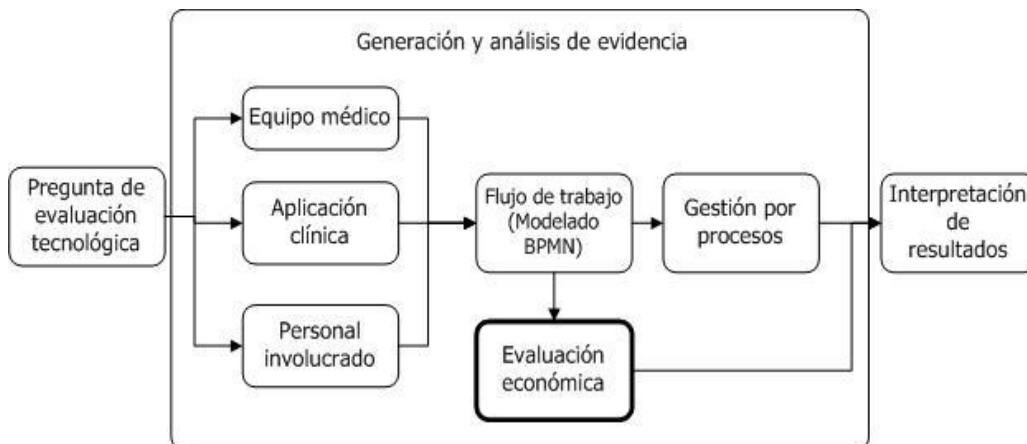 Generación y análisis de evidencia
Pregunta de
evaluación
tecnológica
Equipo médico
Aplicación
clínica
Personal
involucrado
Flujo de trabajo
(Modelado
BPMN)
Gestión por
procesos
Evaluación
económica
Interpretación
de
resultados